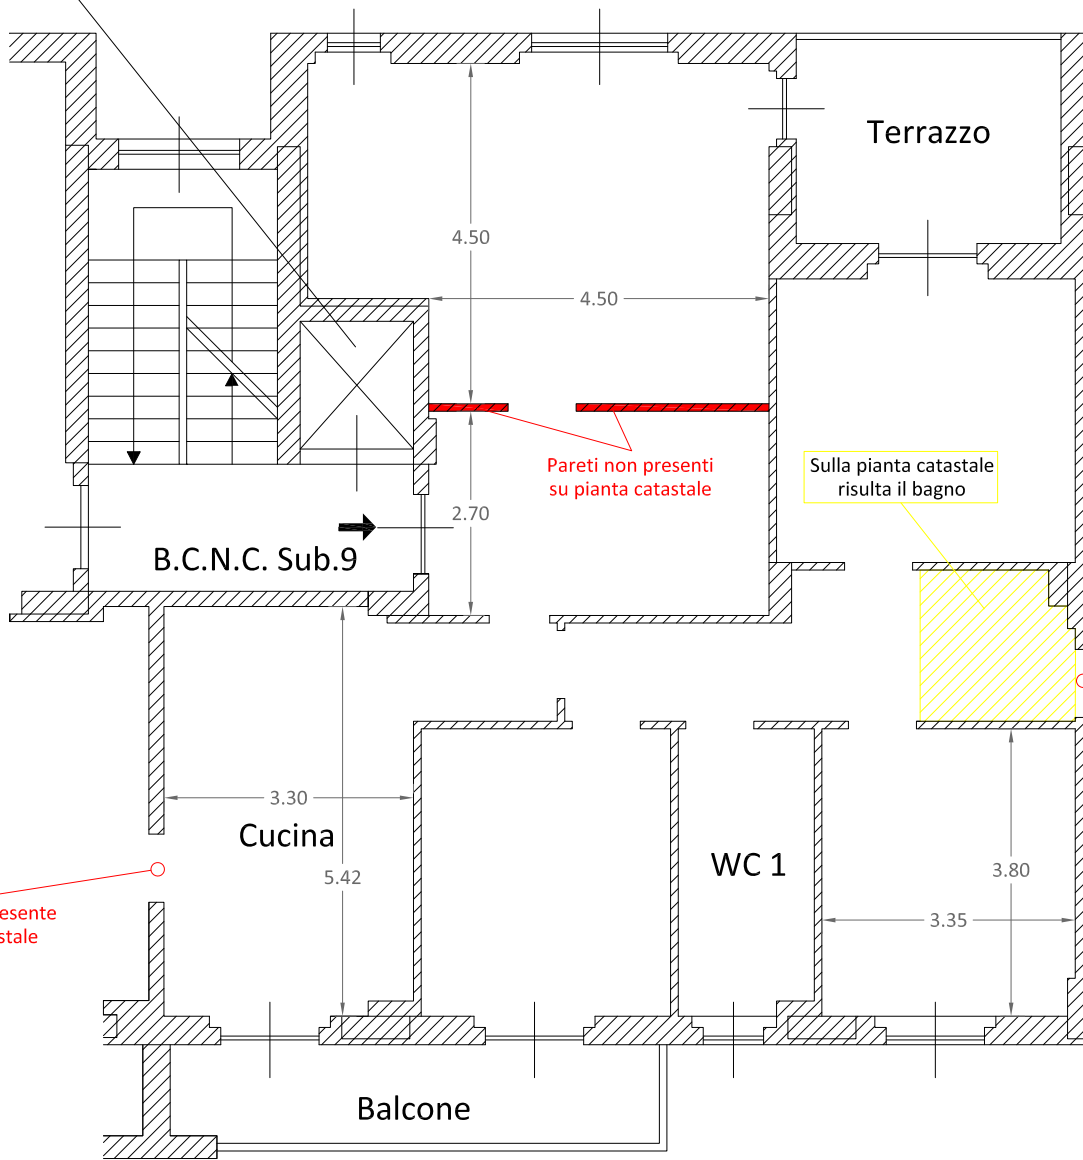 Terrazzo
4.50
4.50
Pareti non presenti
su pianta catastale
Sulla pianta catastale
risulta il bagno
2.70
B.C.N.C. Sub.9
3.30
Cucina
5.42
WC 1
3.80
3.35
esente
stale
Balcone